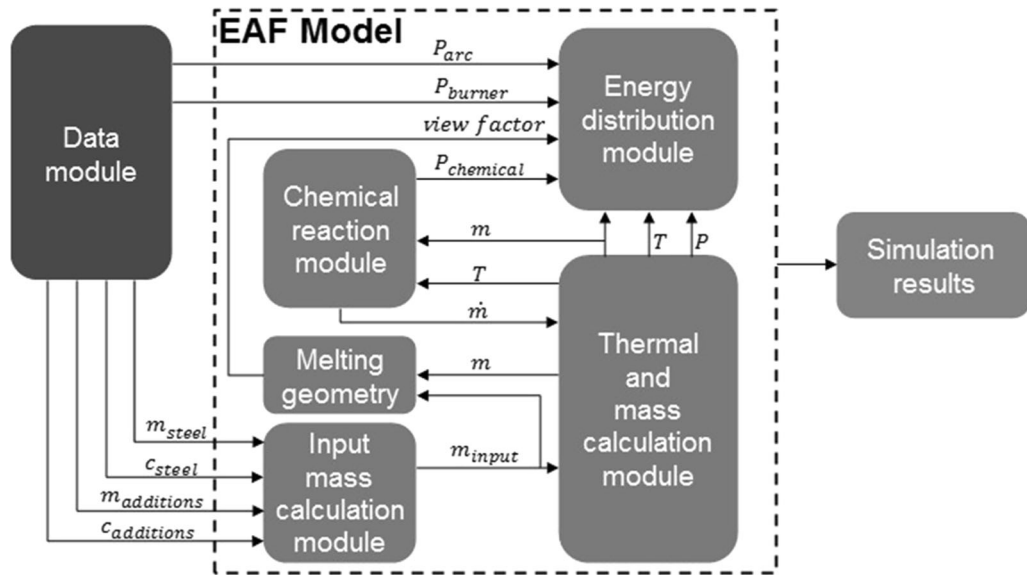 EAF Model
Data
module
P_arc
P_burner
view factor
P_chemical
Energy
distribution
module
Chemical
reaction
module
m
T
P
T
ṁ
Simulation
results
Melting
geometry
m
Thermal
and
mass
calculation
module
m_steel
c_steel
m_additions
c_additions
Input
mass
calculation
module
m_input